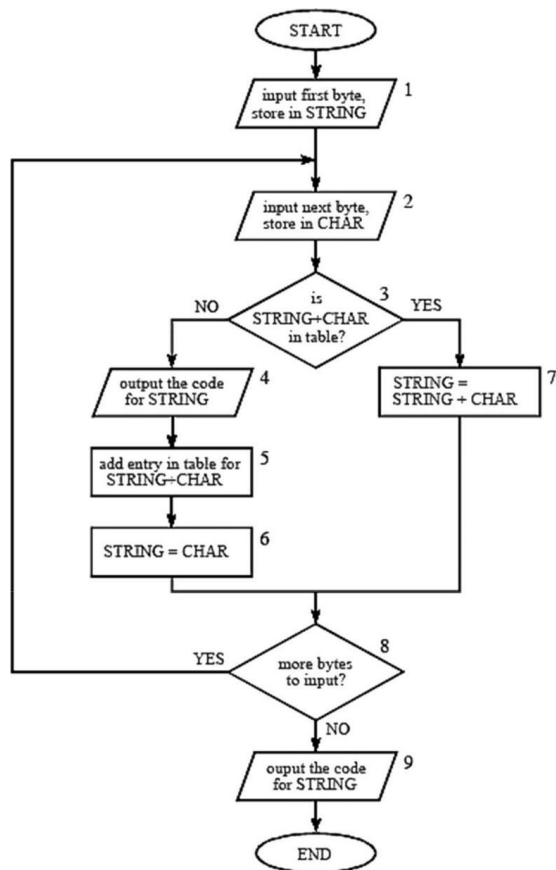 START
1
input first byte,
store in STRING
2
input next byte,
store in CHAR
3
is
STRING+CHAR
in table?
NO
YES
4
output the code
for STRING
7
STRING =
STRING + CHAR
5
add entry in table for
STRING+CHAR
6
STRING = CHAR
8
more bytes
to input?
YES
NO
9
ouput the code
for STRING
END